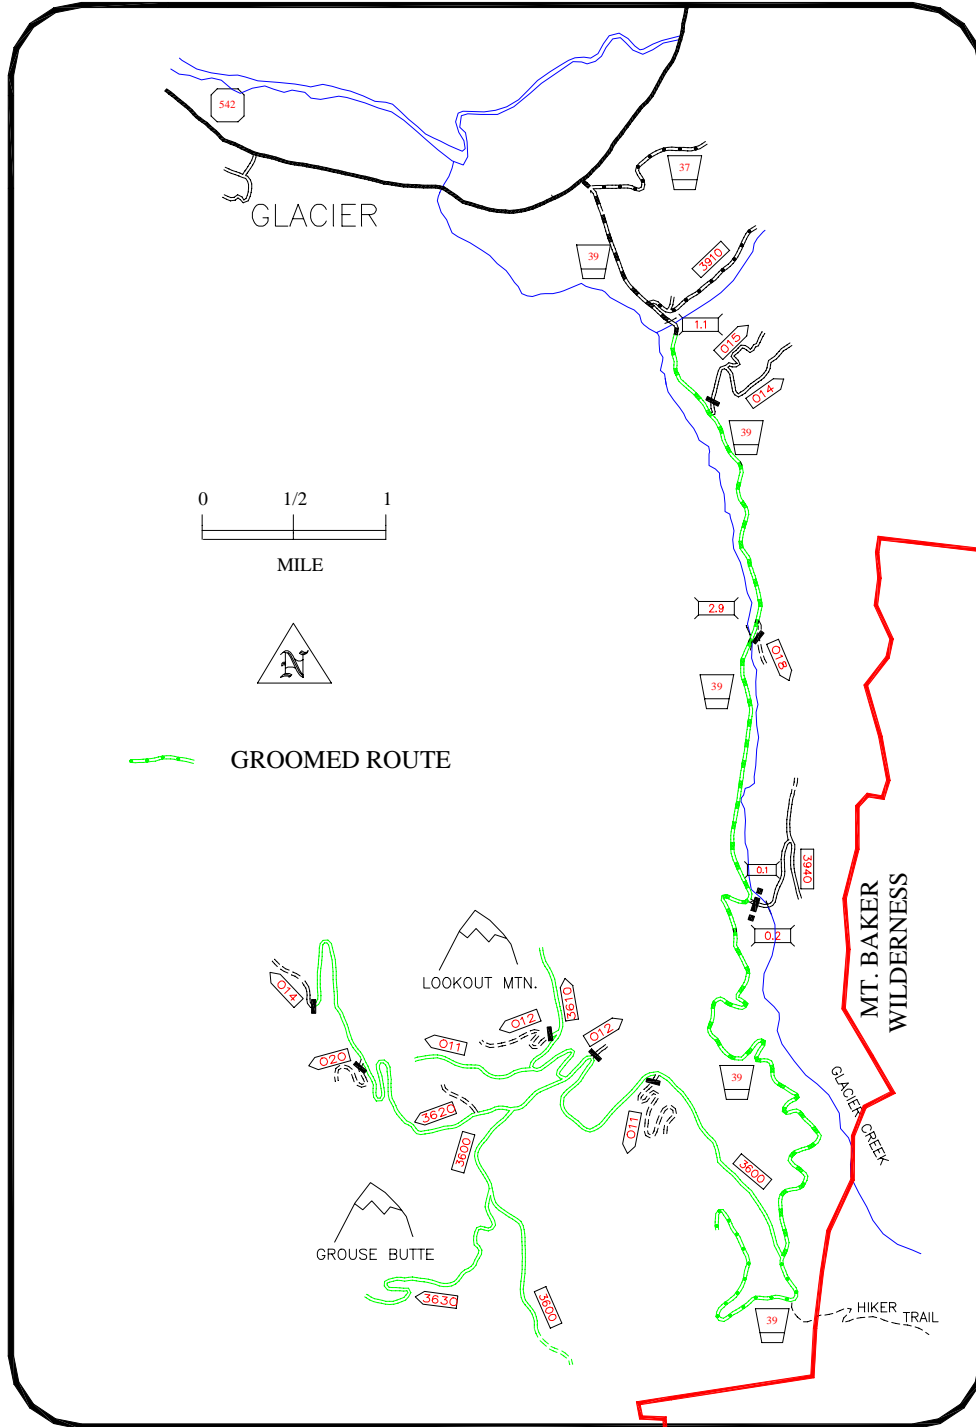 542
37
GLACIER
39
3910
1.1
015
014
39
0 1/2 1
MILE
2.9
018
N
39
GROOMED ROUTE
0.1
3940
MT. BAKER
WILDERNESS
0.2
LOOKOUT MTN.
014
3610
012
012
011
020
39
GLACIER CREEK
3620
011
3600
3600
GROUSE BUTTE
3630
3600
HIKER TRAIL
39